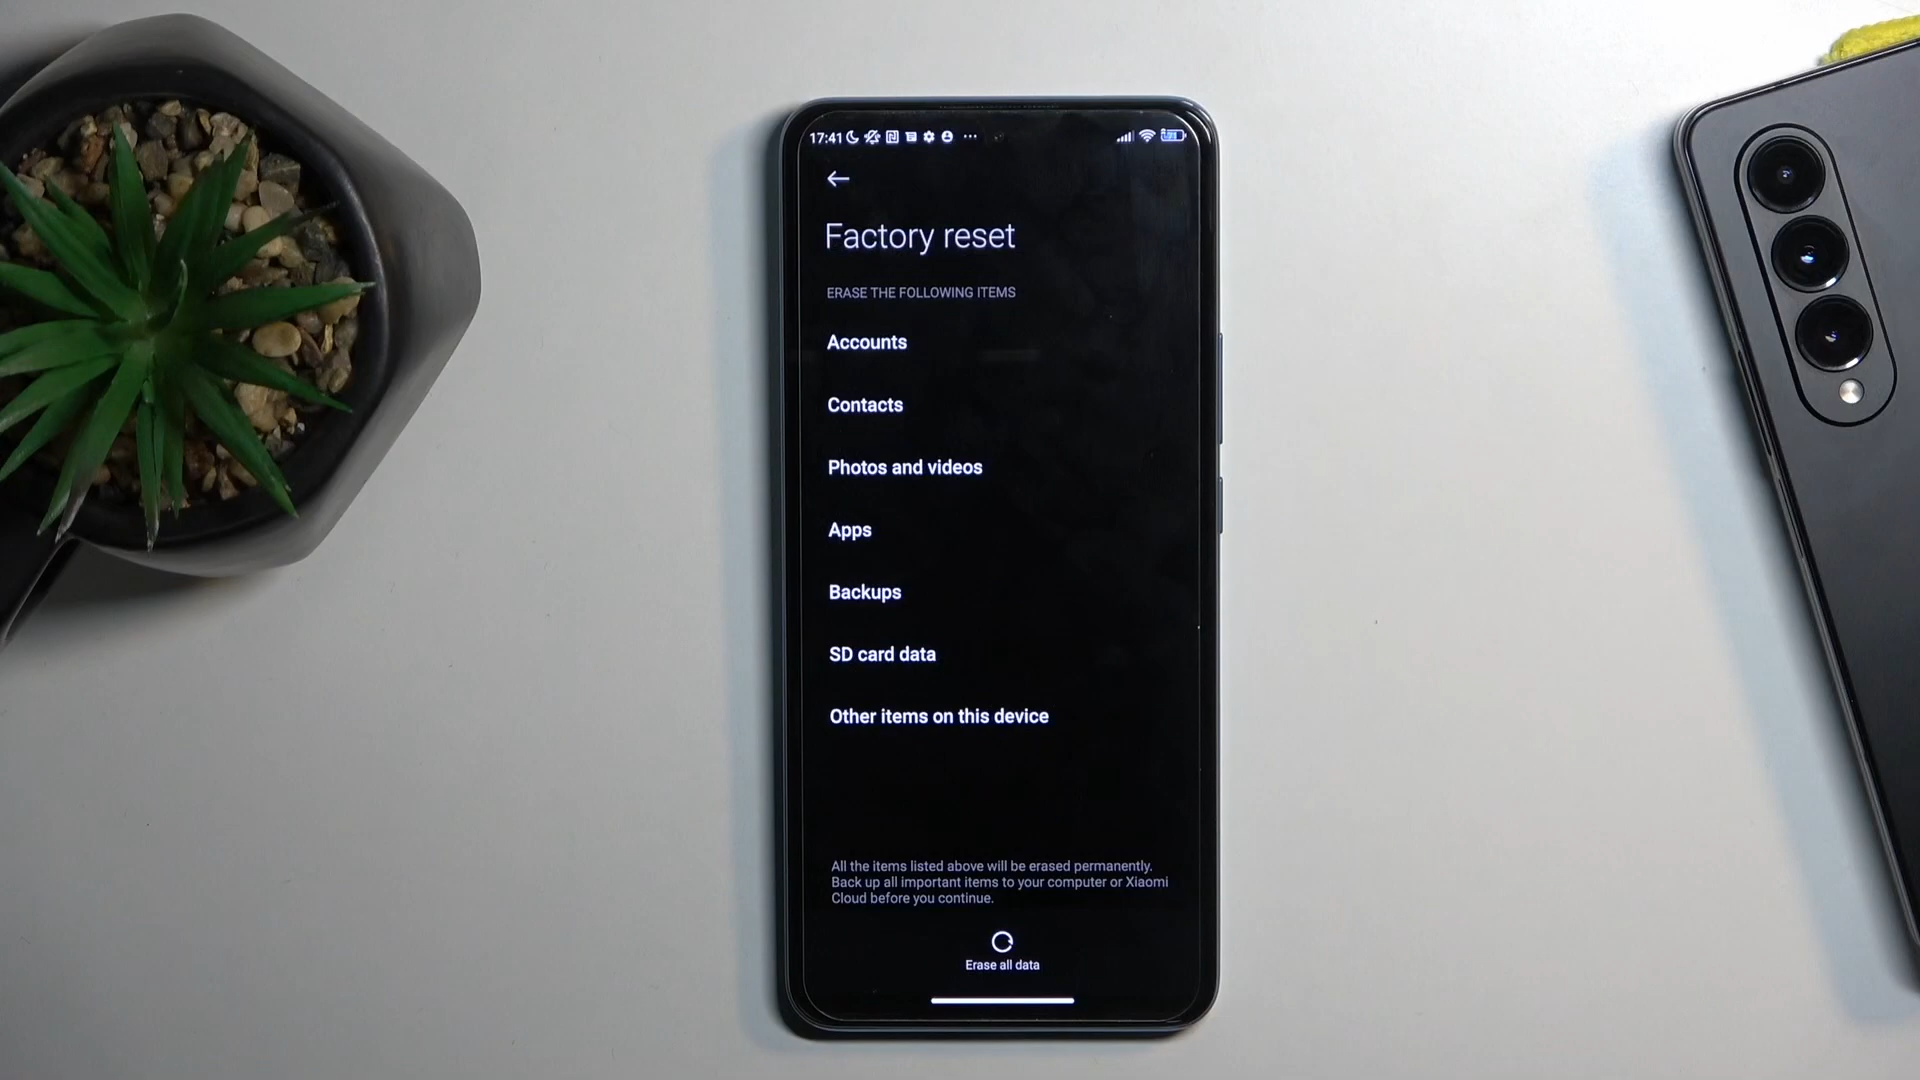 17:41
Factory reset
ERASE THE FOLLOWING ITEMS
Accounts
Contacts
Photos and videos
Apps
Backups
SD card data
Other items on this device
All the items listed above will be erased permanently.
Back up all important items to your computer or Xiaomi
Cloud before you continue.
Erase all data